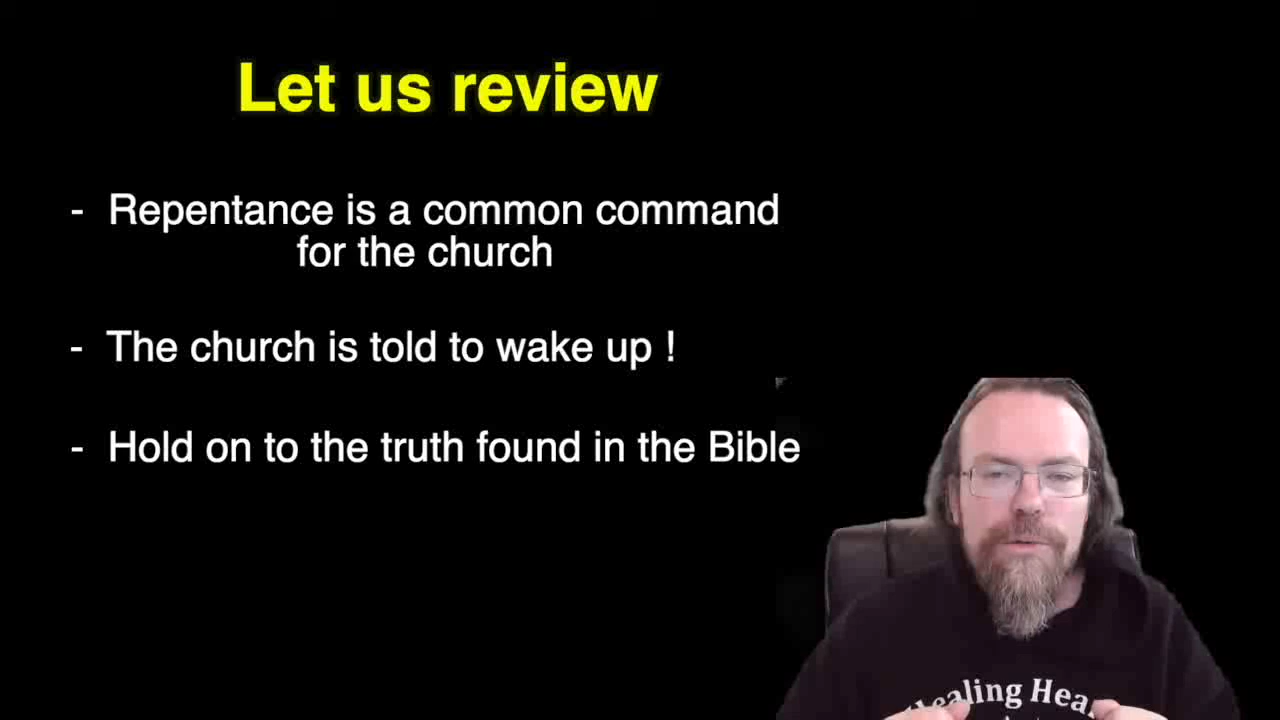 Let us review
- Repentance is a common command
for the church
- The church is told to wake up !
- Hold on to the truth found in the Bible
Healing